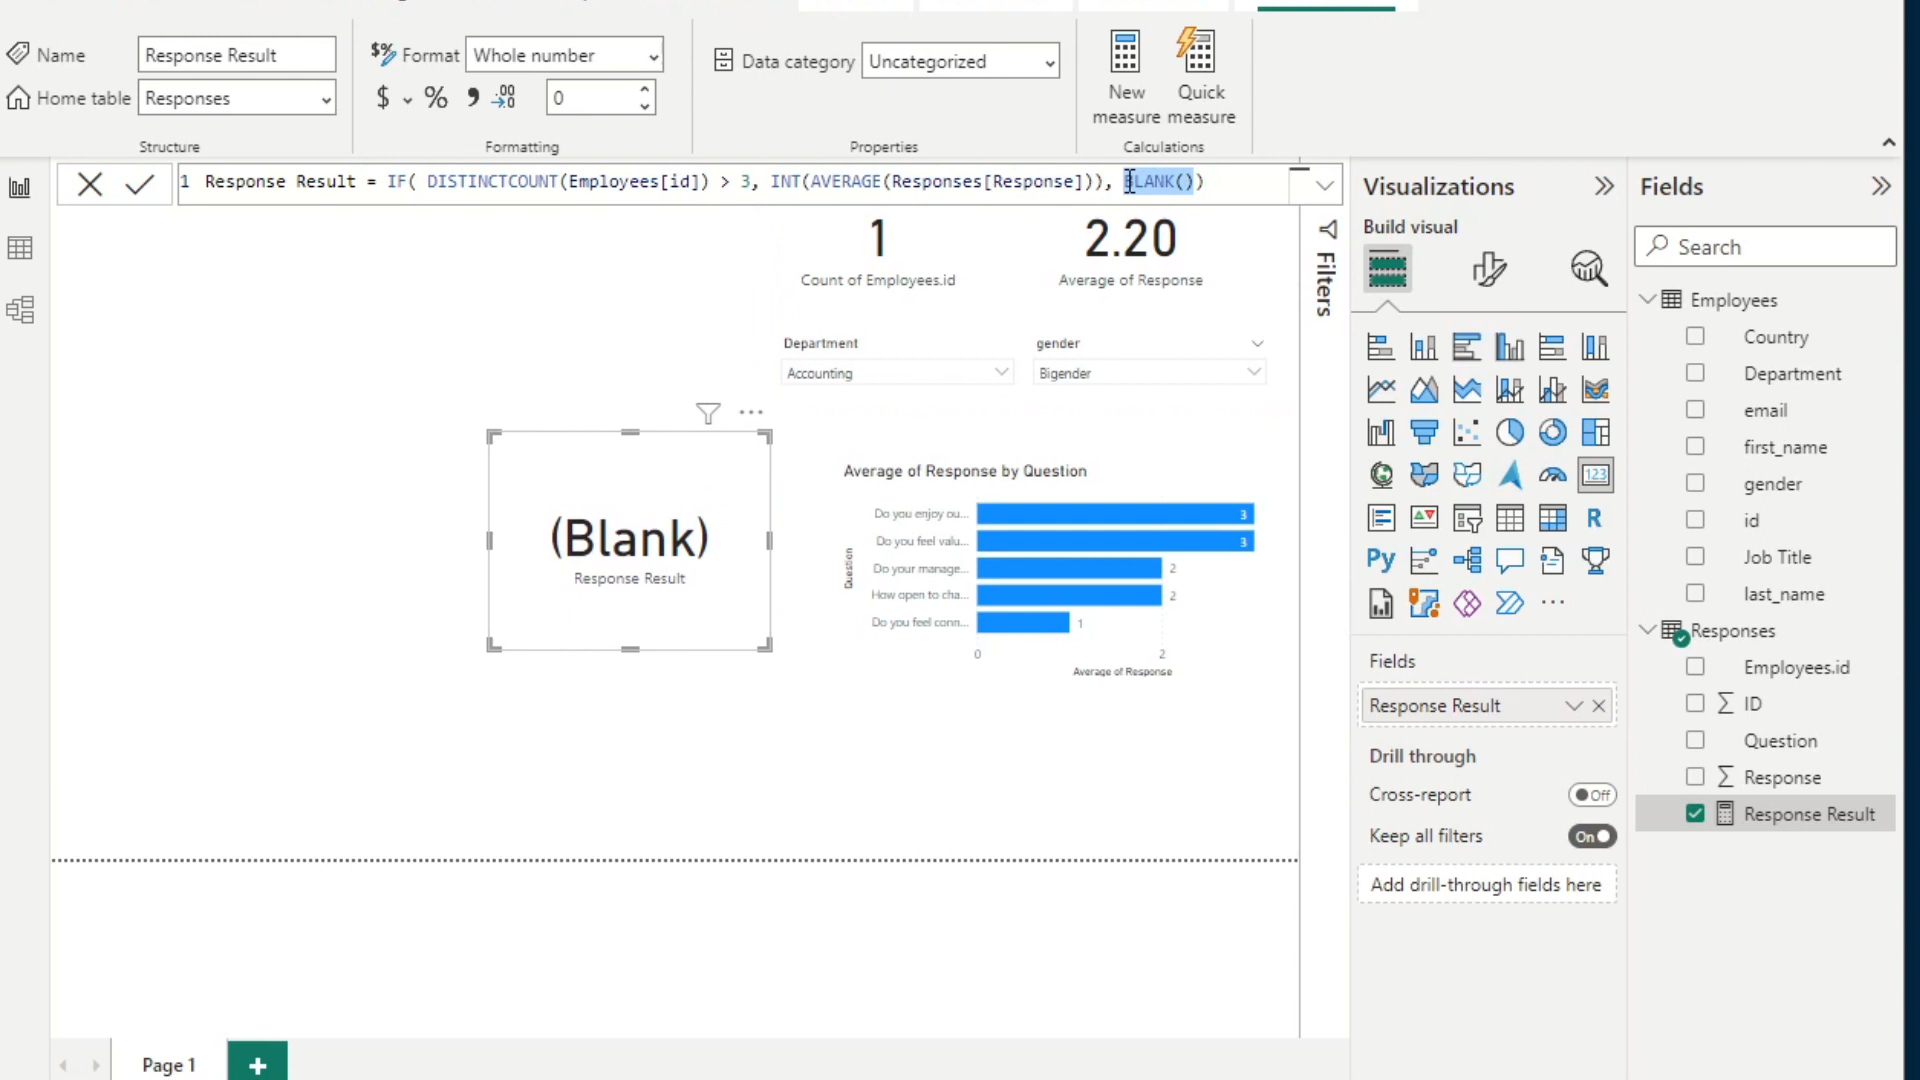 Name
Response Result
Format
Whole number
Data category
Uncategorized
Home table
Responses
$
%
0
New measure
Quick measure
Structure
Formatting
Properties
Calculations
1 Response Result = IF( DISTINCTCOUNT(Employees[id]) > 3, INT(AVERAGE(Responses[Response])), BLANK())
1
Count of Employees.id
2.20
Average of Response
Department
Accounting
gender
Bigender
(Blank)
Response Result
Average of Response by Question
Question
Do you enjoy ou... 3
Do you feel valu... 3
Do your manage... 2
How open to cha... 2
Do you feel conn... 1
0 2
Average of Response
Filters
Visualizations
Build visual
123
R
Py
Fields
Response Result
Drill through
Cross-report
Off
Keep all filters
On
Add drill-through fields here
Fields
Search
Employees
Country
Department
email
first_name
gender
id
Job Title
last_name
Responses
Employees.id
ID
Question
Response
Response Result
Page 1